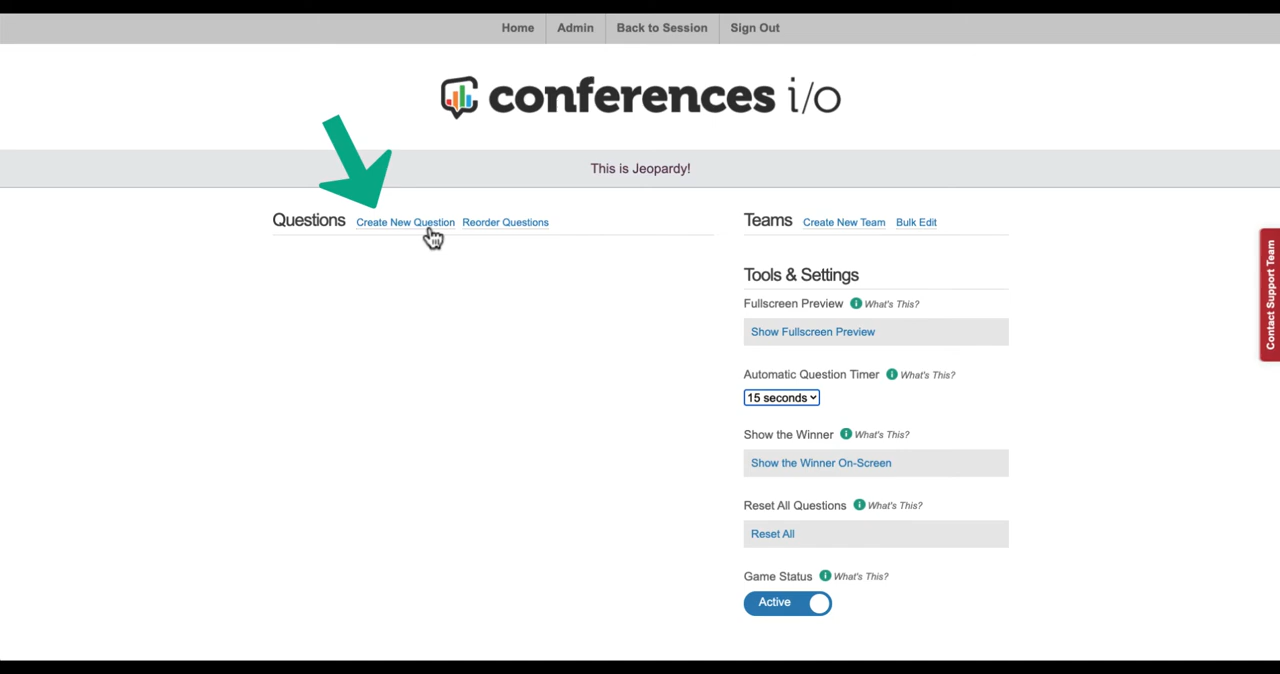 Home Admin Back to Session Sign Out
conferences i/o
This is Jeopardy!
Questions Create New Question Reorder Questions
Teams Create New Team Bulk Edit
Tools & Settings
Fullscreen Preview i What's This?
Show Fullscreen Preview
Automatic Question Timer i What's This?
15 seconds
Show the Winner i What's This?
Show the Winner On-Screen
Reset All Questions i What's This?
Reset All
Game Status i What's This?
Active
Contact Support Team